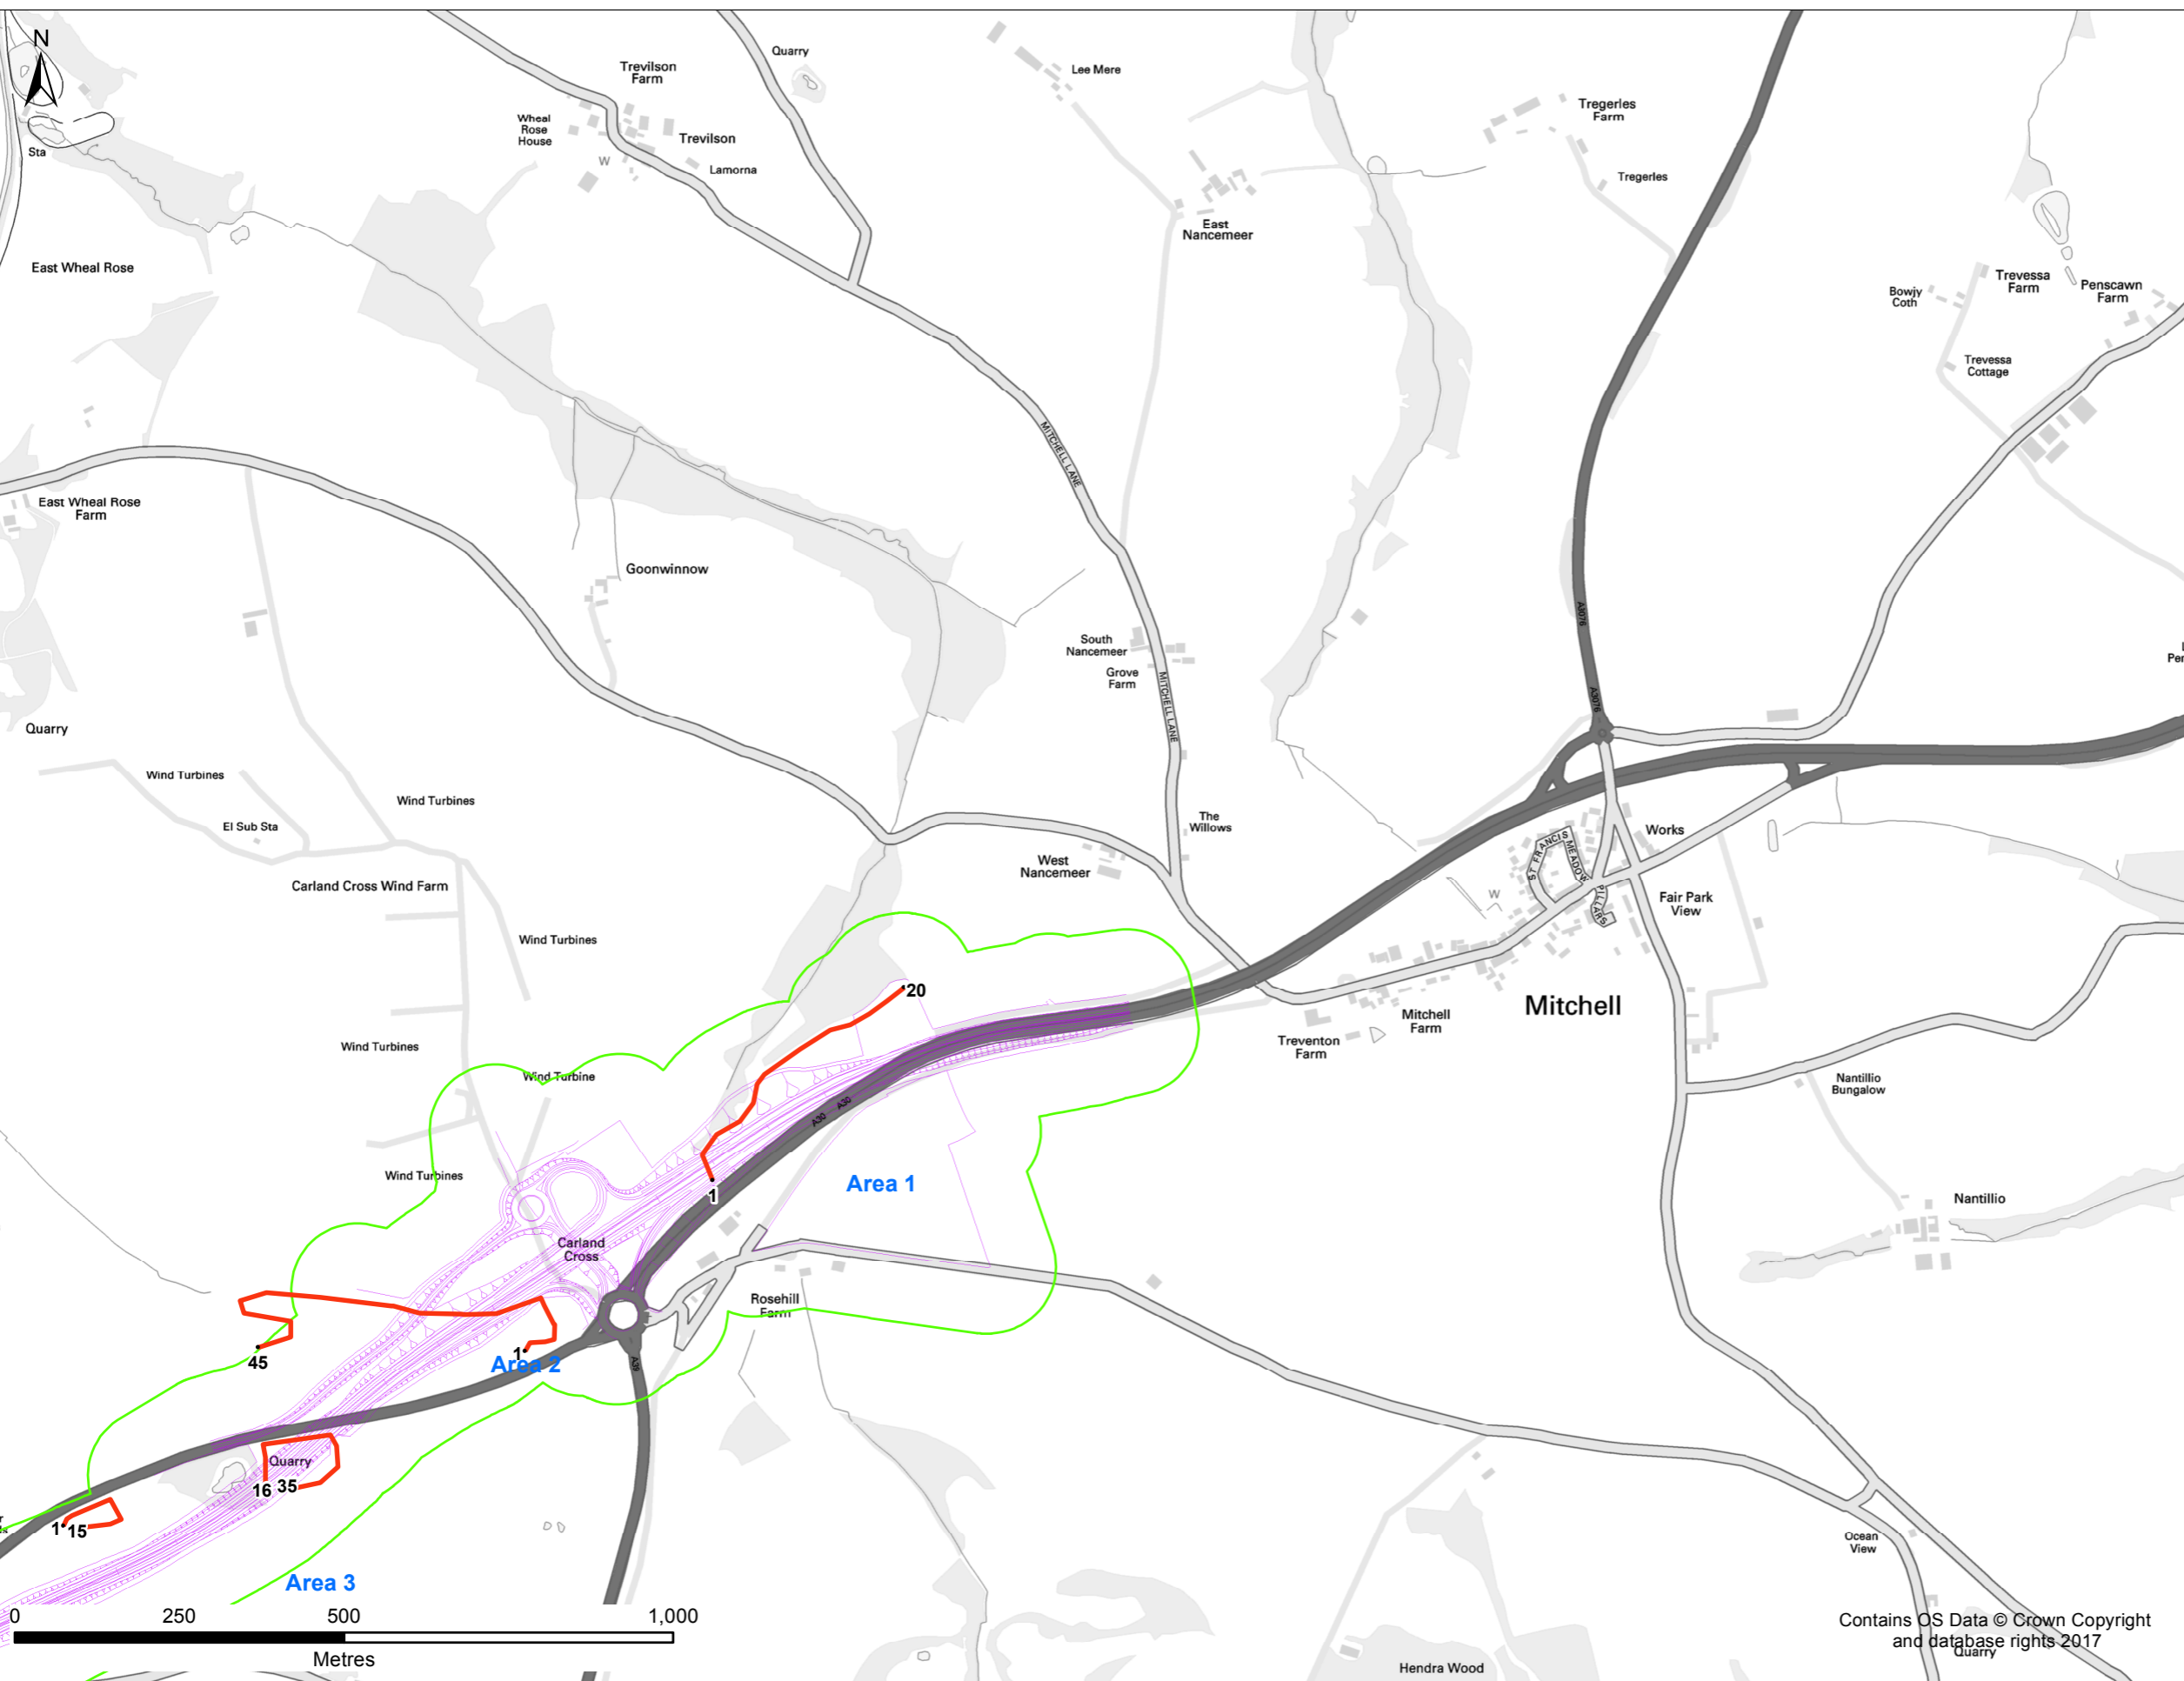 N
Quarry
Trevilson
Farm
Lee Mere
Wheal
Rose
House
Tregerles
Farm
Sta
Trevilson
W
Lamorna
Tregerles
East
Nancemeer
East Wheal Rose
Trevessa
Farm
Penscawn
Farm
Bowjy
Coth
Trevessa
Cottage
MITCHELL LANE
East Wheal Rose
Farm
Goonwinnow
A3076
South
Nancemeer
Grove
Farm
MITCHELL LANE
A3076
Quarry
Wind Turbines
Wind Turbines
El Sub Sta
The
Willows
Works
ST FRANCIS
MEADOW
PILLARS
West
Nancemeer
Carland Cross Wind Farm
W
Fair Park
View
Wind Turbines
20
Mitchell
Mitchell
Farm
Treventon
Farm
Wind Turbines
Wind Turbine
Nantillio
Bungalow
A30
A30
Wind Turbines
Area 1
1
Nantillio
Carland
Cross
Rosehill
Farm
45
1
Area 2
A39
Quarry
16
35
1
15
Ocean
View
Area 3
0
250
500
1,000
Metres
Contains OS Data © Crown Copyright
and database rights 2017
Quarry
Hendra Wood